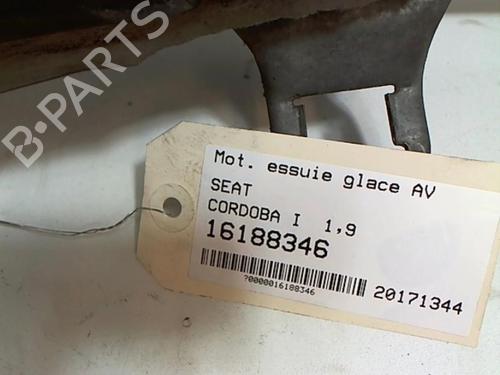 B-PARTS
Mot. essuie glace AV
SEAT
CORDOBA I 1,9
16188346
?0000016188346
20171344